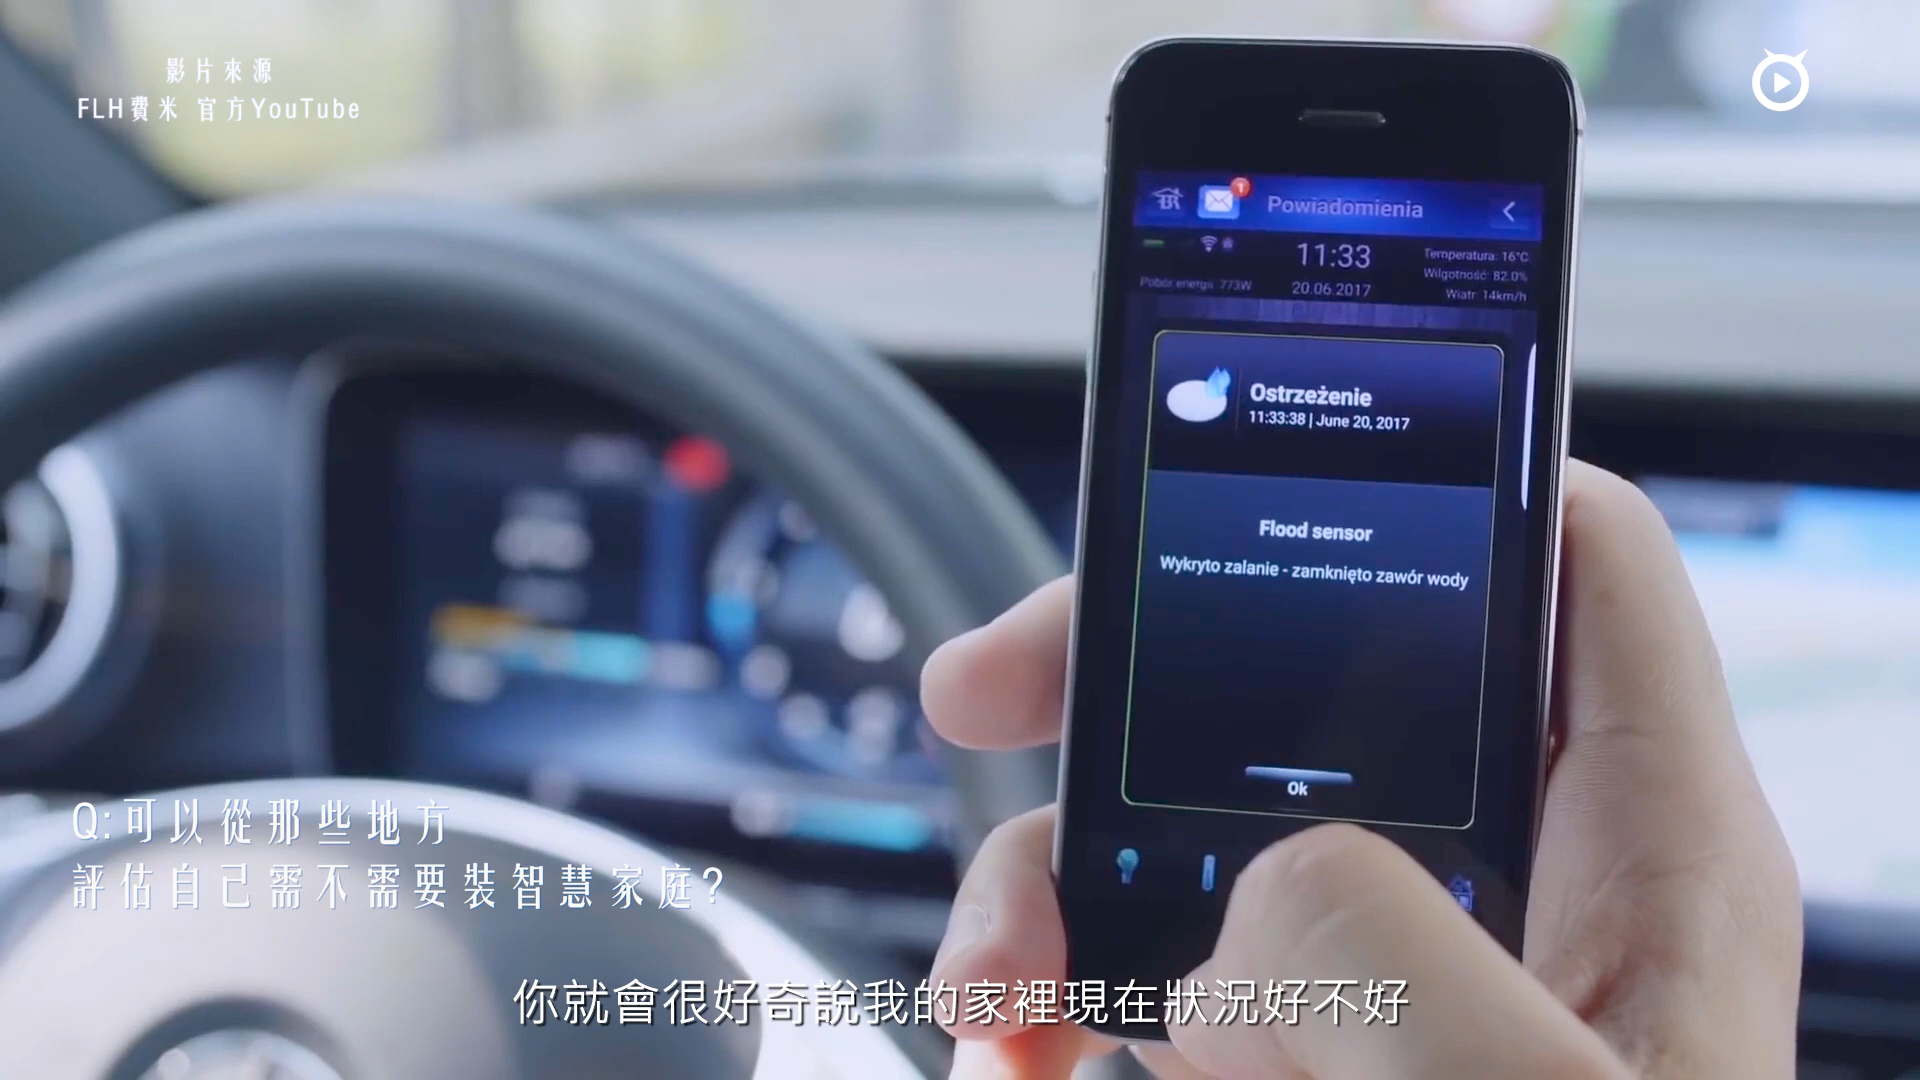 影片來源
FLH費米 官方YouTube
1
Powiadomienia
11:33
20.06.2017
Pobór energii 773W
Temperatura: 16°C
Wilgotność: 82.0%
Wiatr: 14km/h
Ostrzeżenie
11:33:38 | June 20, 2017
Flood sensor
Wykryto zalanie - zamknięto zawór wody
Ok
Q:可以從那些地方
評估自己需不需要裝智慧家庭?
你就會很好奇說我的家裡現在狀況好不好